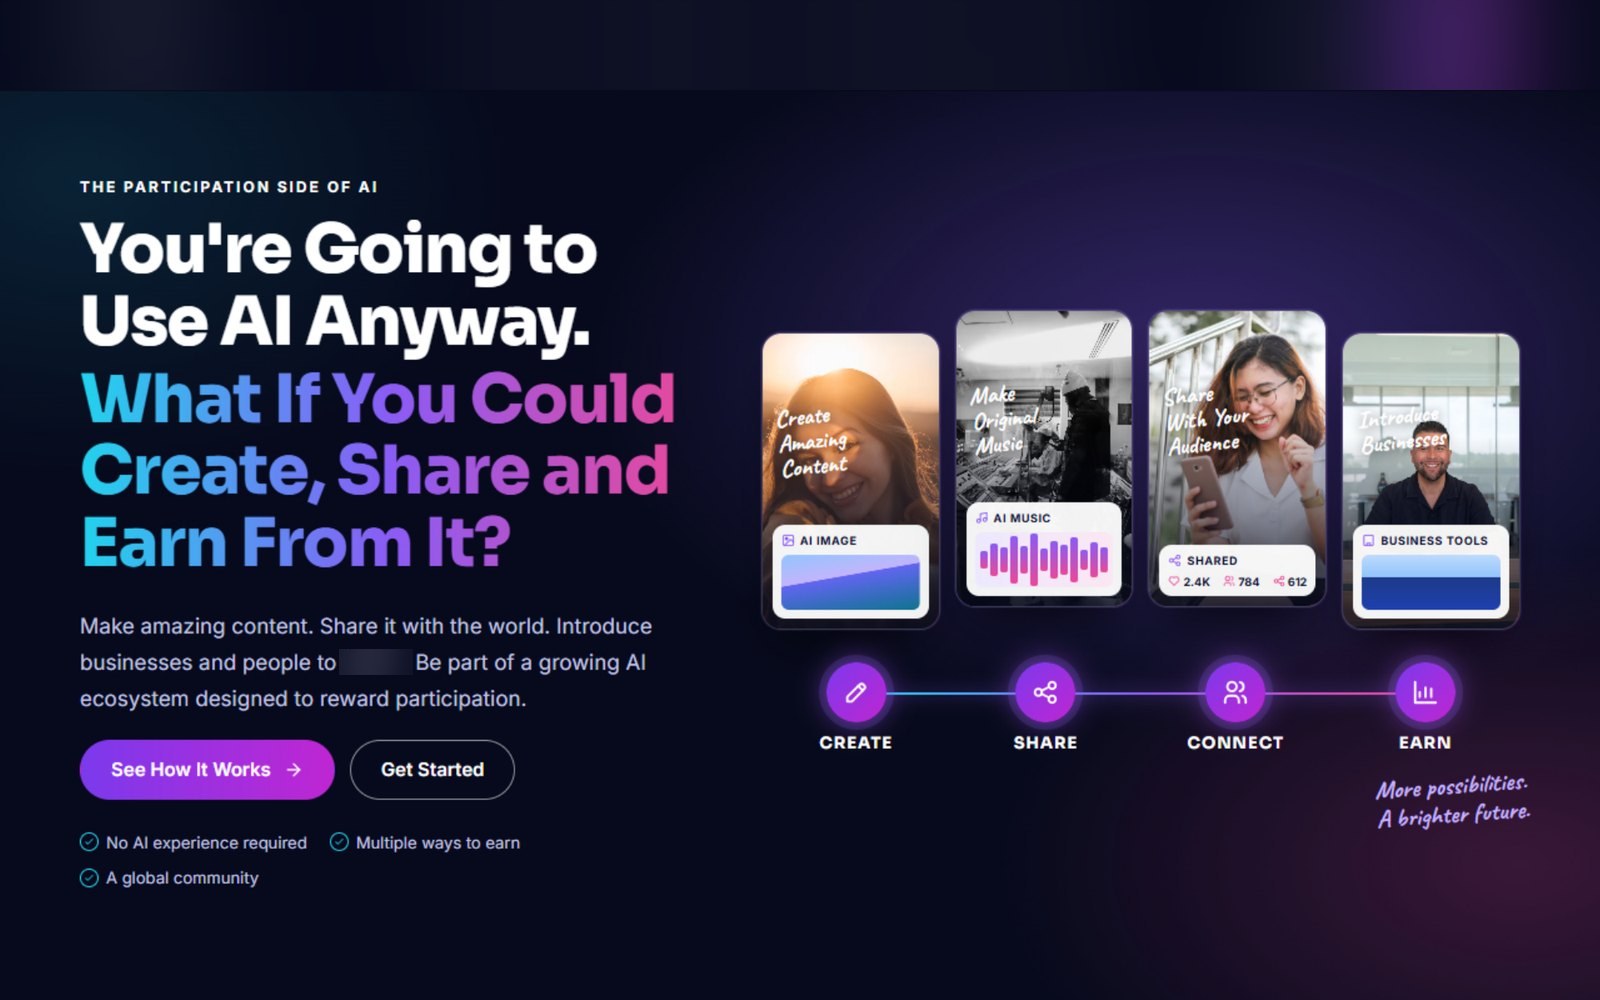 THE PARTICIPATION SIDE OF AI
You're Going to
Use AI Anyway.
What If You Could
Create, Share and
Earn From It?
Make amazing content. Share it with the world. Introduce
businesses and people to Be part of a growing AI
ecosystem designed to reward participation.
See How It Works
Get Started
No AI experience required
Multiple ways to earn
A global community
Create
Amazing
Content
AI IMAGE
Make
Original
Music
AI MUSIC
Share
With Your
Audience
SHARED
2.4K 784 612
Introduce
Businesses
BUSINESS TOOLS
CREATE
SHARE
CONNECT
EARN
More possibilities.
A brighter future.